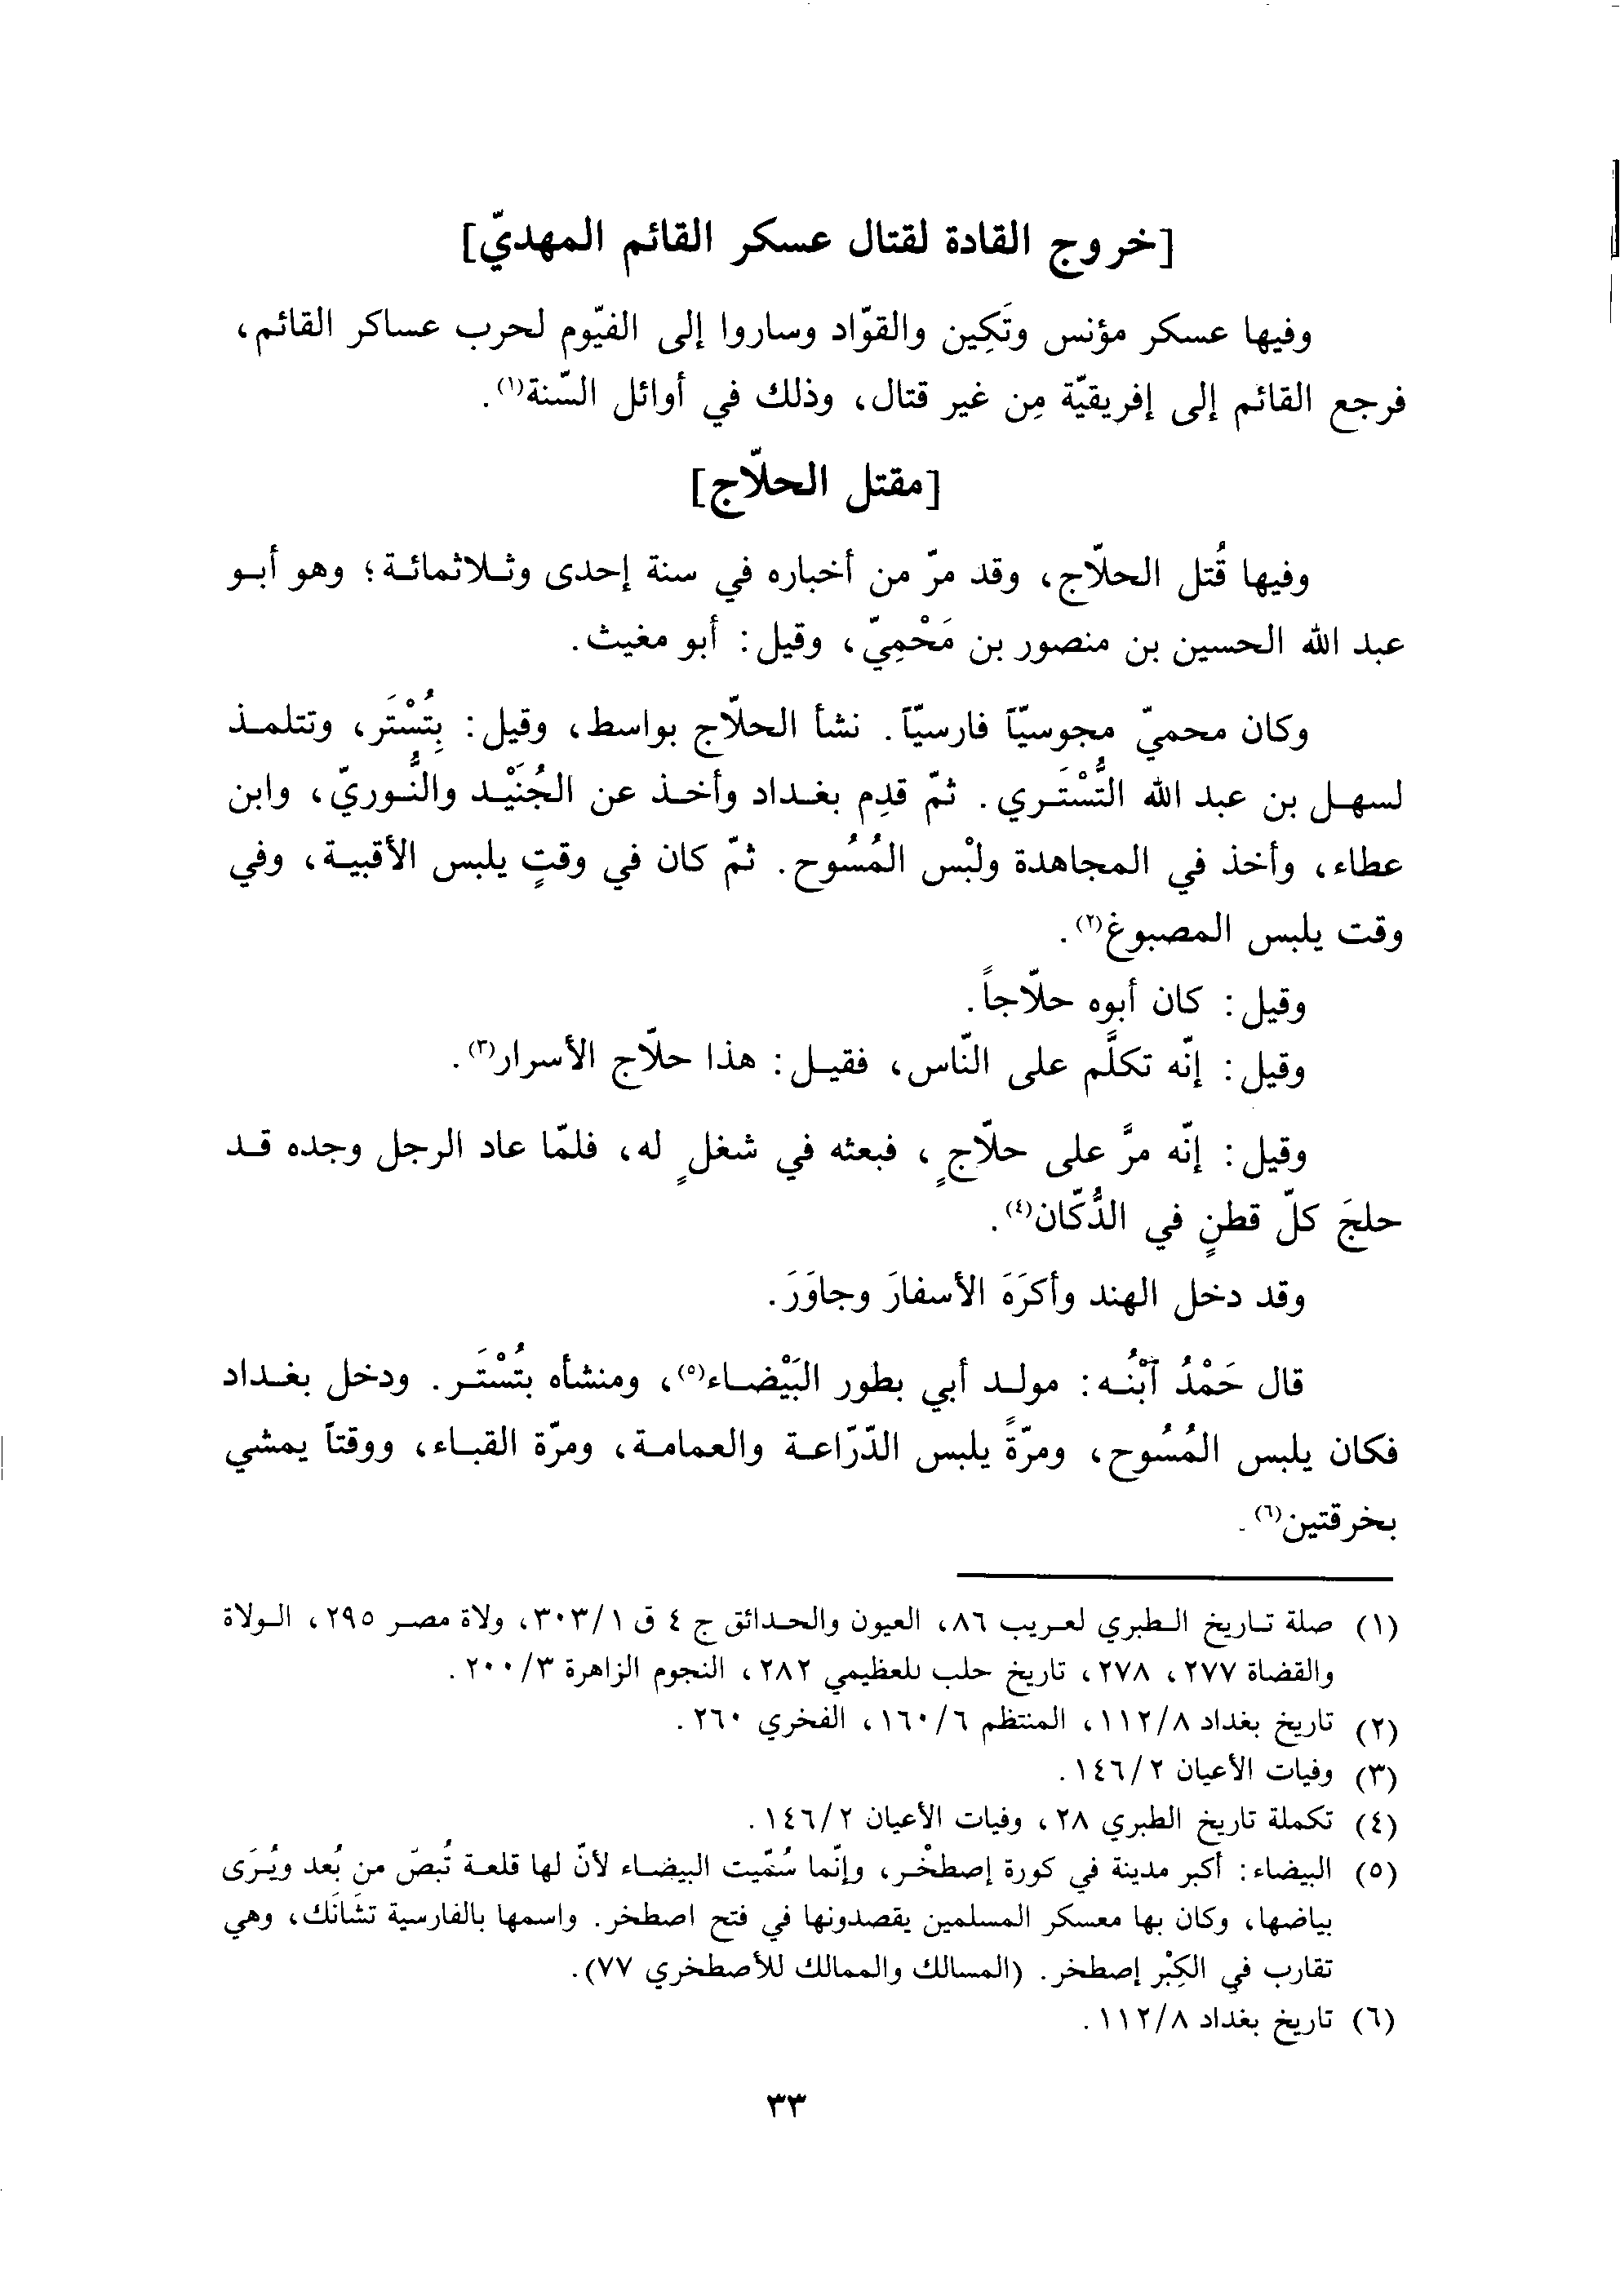 [خروج القادة لقتال عسكر القائم المهديّ]
وفيها عسكر مؤنس وتَكِين والقوّاد وساروا إلى الفيّوم لحرب عساكر القائم،
فرجع القائم إلى إفريقيّة مِن غير قتال، وذلك في أوائل السّنة(١).
[مقتل الحلّاج]
وفيها قُتل الحلّاج، وقد مرّ من أخباره في سنة إحدى وثلاثمائة؛ وهو أبو
عبد الله الحسين بن منصور بن مَحْمِيّ، وقيل: أبو مغيث.
وكان محميّ مجوسيّاً فارسيّاً. نشأ الحلّاج بواسط، وقيل: بِتُسْتَر، وتتلمذ
لسهل بن عبد الله التُّسْتَري. ثمّ قدِم بغداد وأخذ عن الجُنَيْد والنُّوريّ، وابن
عطاء، وأخذ في المجاهدة ولبْس المُسُوح. ثمّ كان في وقتٍ يلبس الأقبية، وفي
وقت يلبس المصبوغ(٢).
وقيل: كان أبوه حلّاجاً.
وقيل: إنّه تكلَّم على النّاس، فقيل: هذا حلّاج الأسرار(٣).
وقيل: إنّه مرَّ على حلّاجٍ، فبعثه في شغلٍ له، فلمّا عاد الرجل وجده قد
حلجَ كلّ قطنٍ في الدُّكّان(٤).
وقد دخل الهند وأكرَهَ الأسفارَ وجاوَرَ.
قال حَمْدُ آبْنُه: مولد أبي بطور البَيْضاء(٥)، ومنشأه بتُسْتَر. ودخل بغداد
فكان يلبس المُسُوح، ومرّةً يلبس الدّرّاعة والعمامة، ومرّة القباء، ووقتاً يمشي
بخرقتين(٦).
(١) صلة تاريخ الطبري لعريب ٨٦، العيون والحدائق ج ٤ ق ٣٠٣/١، ولاة مصر ٢٩٥، الولاة
والقضاة ٢٧٧، ٢٧٨، تاريخ حلب للعظيمي ٢٨٢، النجوم الزاهرة ٢٠٠/٣.
(٢) تاريخ بغداد ١١٢/٨، المنتظم ١٦٠/٦، الفخري ٢٦٠.
(٣) وفيات الأعيان ١٤٦/٢.
(٤) تكملة تاريخ الطبري ٢٨، وفيات الأعيان ١٤٦/٢.
(٥) البيضاء: أكبر مدينة في كورة إصطخْر، وإنّما سُمّيت البيضاء لأنّ لها قلعة تُبصّ من بُعد ويُرَى
بياضها، وكان بها معسكر المسلمين يقصدونها في فتح اصطخر. واسمها بالفارسية تشَانَك، وهي
تقارب في الكِبْر إصطخر. (المسالك والممالك للأصطخري ٧٧).
(٦) تاريخ بغداد ١١٢/٨.
٣٣